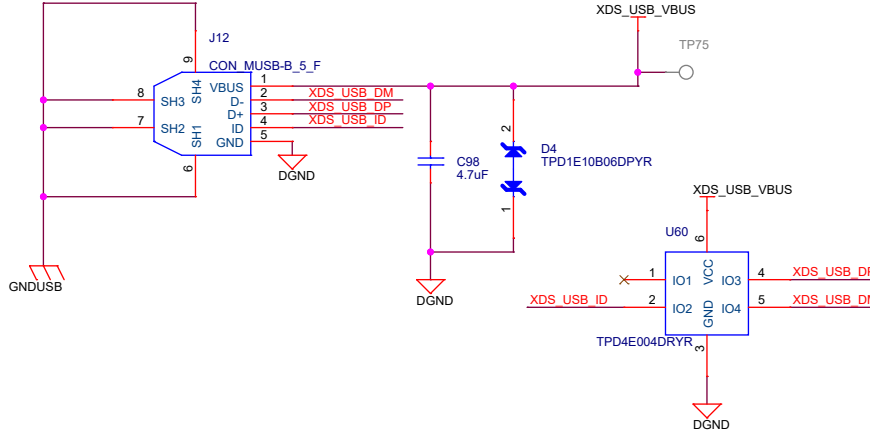 XDS_USB_VBUS
J12
TP75
CON_MUSB-B_5_F
9
SH4
VBUS
1
8
SH3
D-
2
XDS_USB_DM
D+
3
XDS_USB_DP
7
SH2
ID
4
XDS_USB_ID
SH1
GND
5
6
DGND
C98
4.7uF
2
D4
TPD1E10B06DPYR
1
XDS_USB_VBUS
U60
6
GNDUSB
DGND
1
IO1
VCC
IO3
4
XDS_USB_DP
XDS_USB_ID
2
IO2
GND
IO4
5
XDS_USB_DM
TPD4E004DRYR
3
DGND